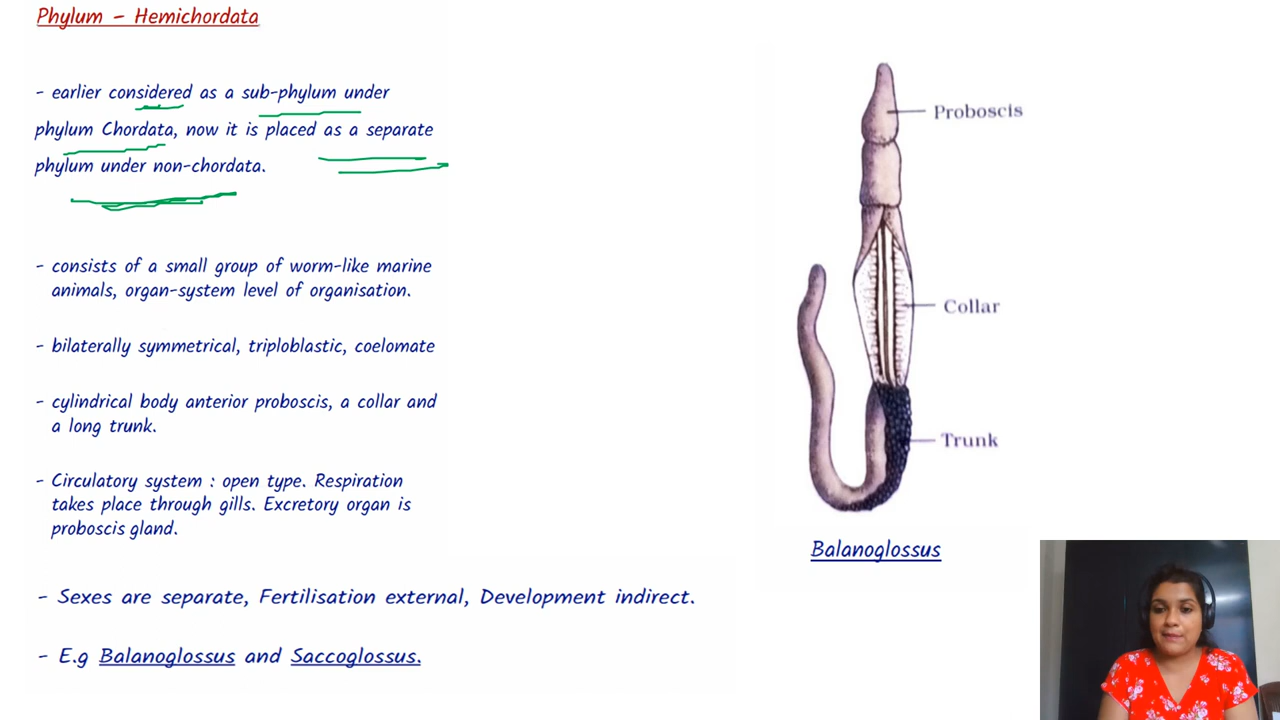 Phylum - Hemichordata
- earlier considered as a sub-phylum under
phylum Chordata, now it is placed as a separate
phylum under non-chordata.
- consists of a small group of worm-like marine
animals, organ-system level of organisation.
- bilaterally symmetrical, triploblastic, coelomate
- cylindrical body anterior proboscis, a collar and
a long trunk.
- Circulatory system : open type. Respiration
takes place through gills. Excretory organ is
proboscis gland.
- Sexes are separate, Fertilisation external, Development indirect.
- E.g Balanoglossus and Saccoglossus.
Proboscis
Collar
Trunk
Balanoglossus